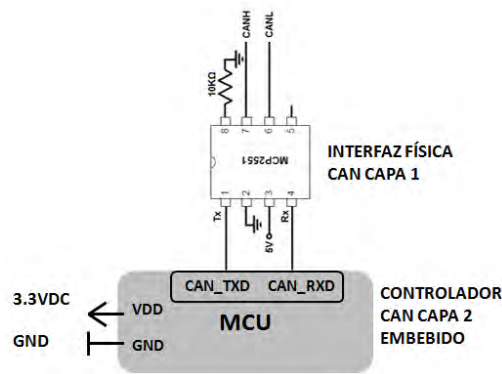 CANH
CANL
10KΩ
8
7
6
5
MCP2551
1
2
3
4
Tx
5V
Rx
INTERFAZ FÍSICA
CAN CAPA 1
CAN_TXD
CAN_RXD
3.3VDC
VDD
MCU
GND
GND
CONTROLADOR
CAN CAPA 2
EMBEBIDO